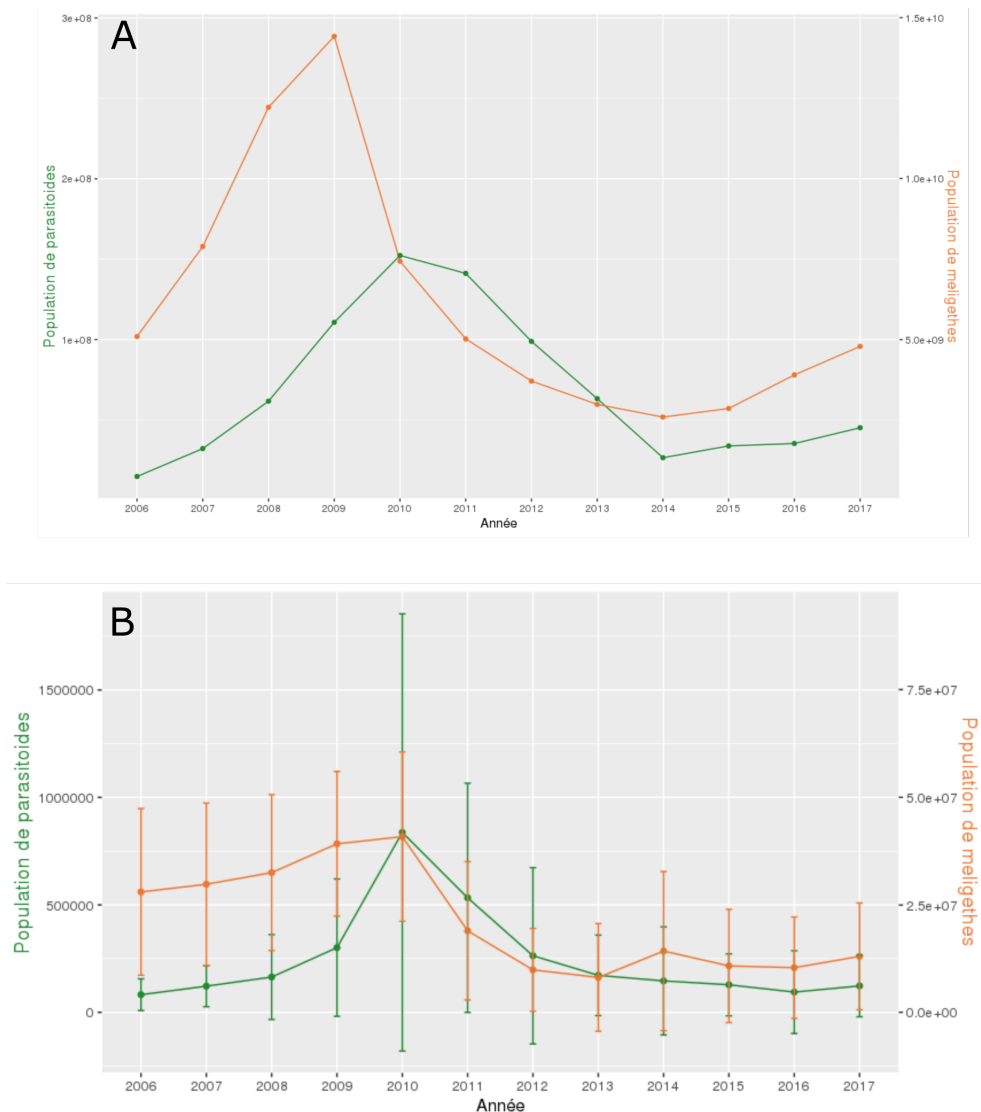 A
3e+08
2e+08
1e+08
Population de parasitoides
1.5e+10
1.0e+10
5.0e+09
Population de meligethes
2006 2007 2008 2009 2010 2011 2012 2013 2014 2015 2016 2017
Année
B
1500000
1000000
500000
0
Population de parasitoides
7.5e+07
5.0e+07
2.5e+07
0.0e+00
Population de meligethes
2006 2007 2008 2009 2010 2011 2012 2013 2014 2015 2016 2017
Année